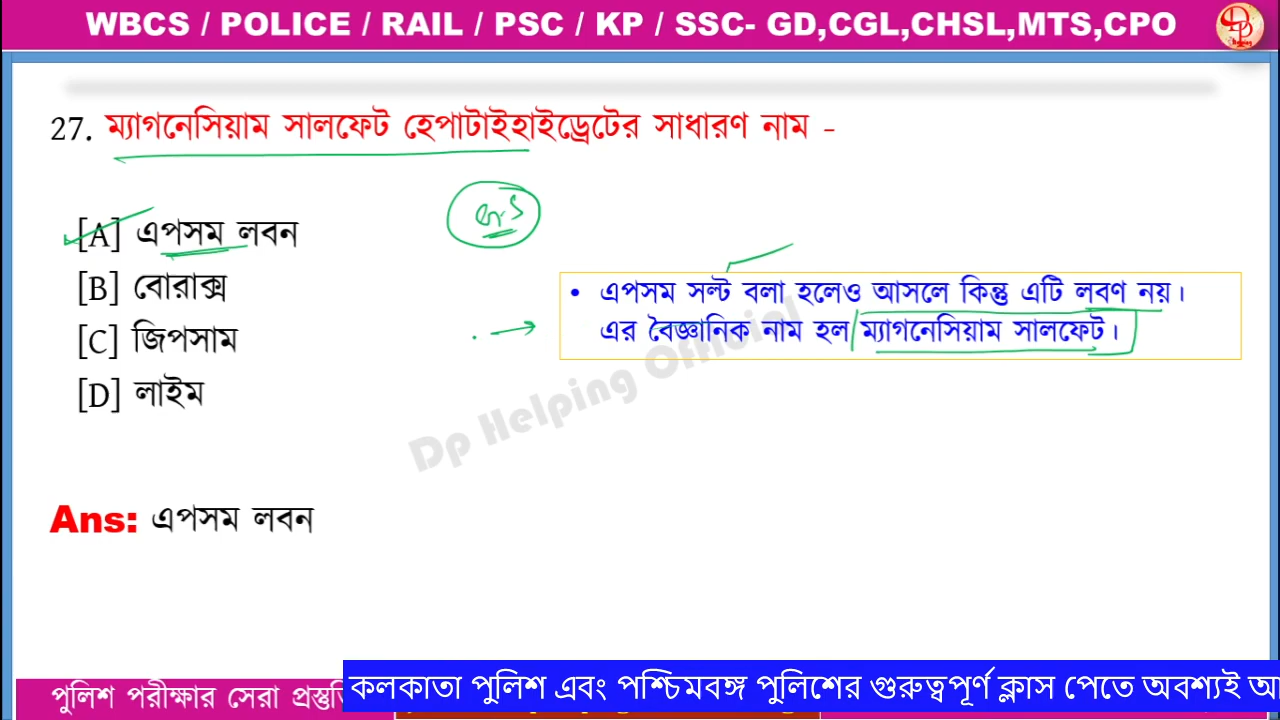 WBCS / POLICE / RAIL / PSC / KP / SSC- GD,CGL,CHSL,MTS,CPO
27. ম্যাগনেসিয়াম সালফেট হেপাটাইহাইড্রেটের সাধারণ নাম -
[A] এপসম লবন
[B] বোরাক্স
[C] জিপসাম
[D] লাইম
• এপসম সল্ট বলা হলেও আসলে কিন্তু এটি লবণ নয়।
এর বৈজ্ঞানিক নাম হল ম্যাগনেসিয়াম সালফেট।
Dp Helping Official
Ans: এপসম লবন
পুলিশ পরীক্ষার সেরা প্রস্তুতি
কলকাতা পুলিশ এবং পশ্চিমবঙ্গ পুলিশের গুরুত্বপূর্ণ ক্লাস পেতে অবশ্যই আ